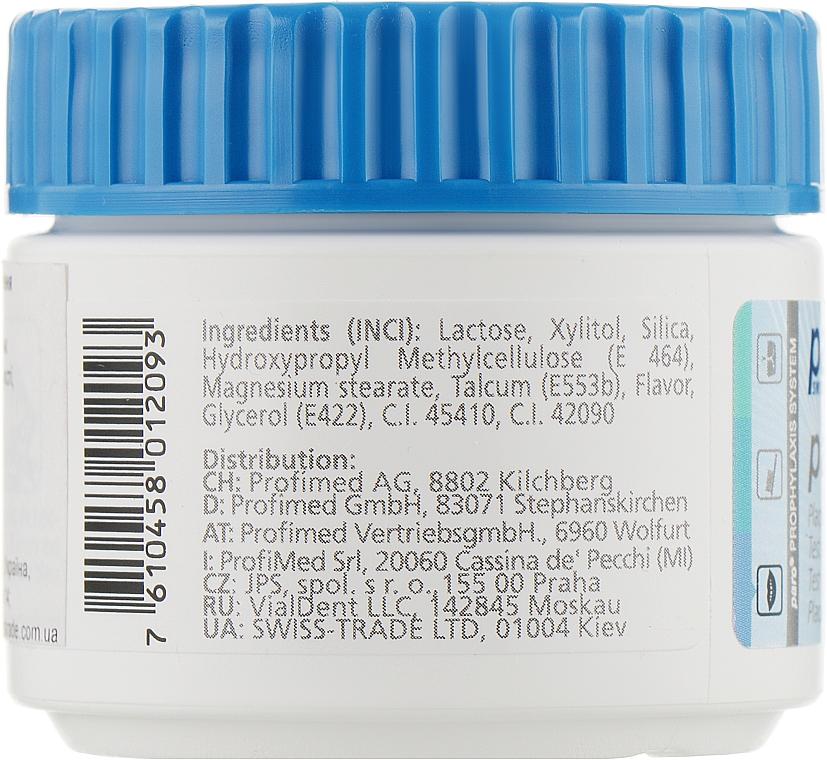 Ingredients (INCI): Lactose, Xylitol, Silica,
Hydroxypropyl Methylcellulose (E 464),
Magnesium stearate, Talcum (E553b), Flavor,
Glycerol (E422), C.I. 45410, C.I. 42090
Distribution:
CH: Profimed AG, 8802 Kilchberg
D: Profimed GmbH, 83071 Stephanskirchen
AT: Profimed VertriebsgmbH., 6960 Wolfurt
I: ProfiMed Srl, 20060 Cassina de' Pecchi (MI)
CZ: JPS, spol. s r. o., 155 00 Praha
RU: VialDent LLC, 142845 Moskau
UA: SWISS-TRADE LTD, 01004 Kiev
7 610458 012093
paro® PROPHYLAXIS SYSTEM